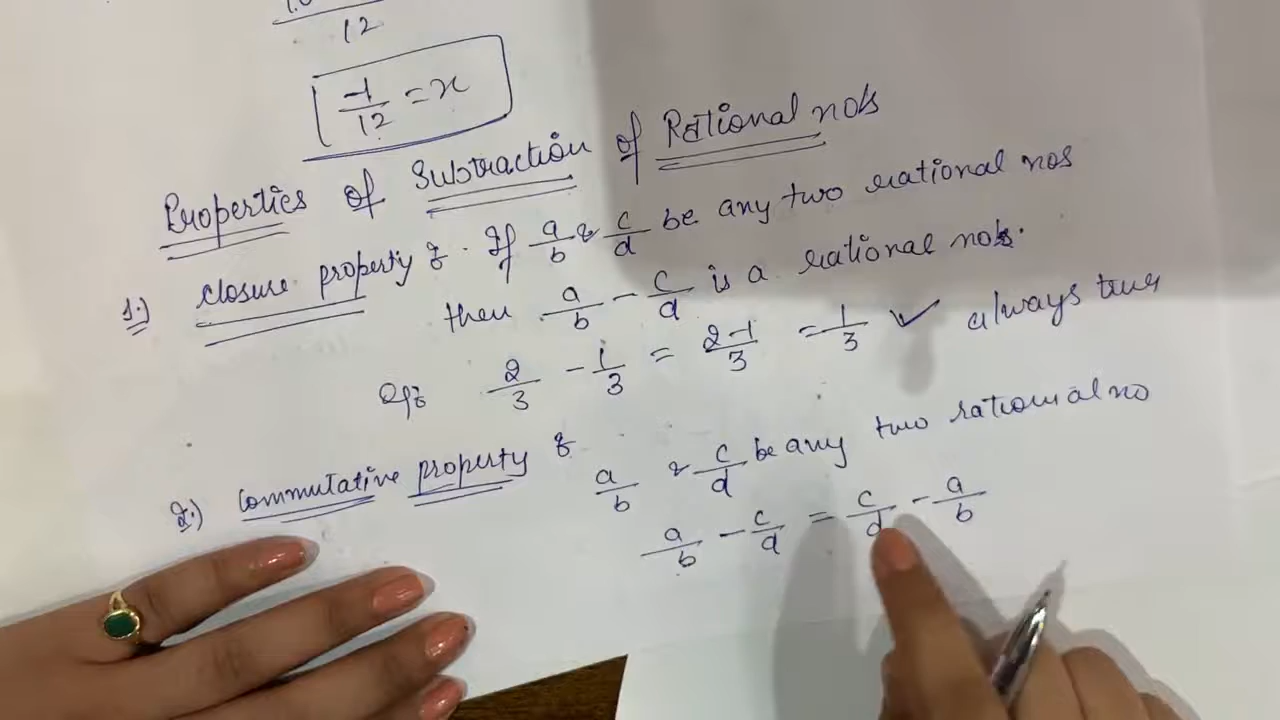 12
-1/12 = x
Properties of Subtraction of Rational no's
1.) closure property :- If a/b & c/d be any two rational nos
then a/b - c/d is a rational no's.
Eg:- 2/3 - 1/3 = 2-1/3 = 1/3 ✓ always true
2.) Commutative property :- a/b & c/d be any two rational no
a/b - c/d = c/d - a/b